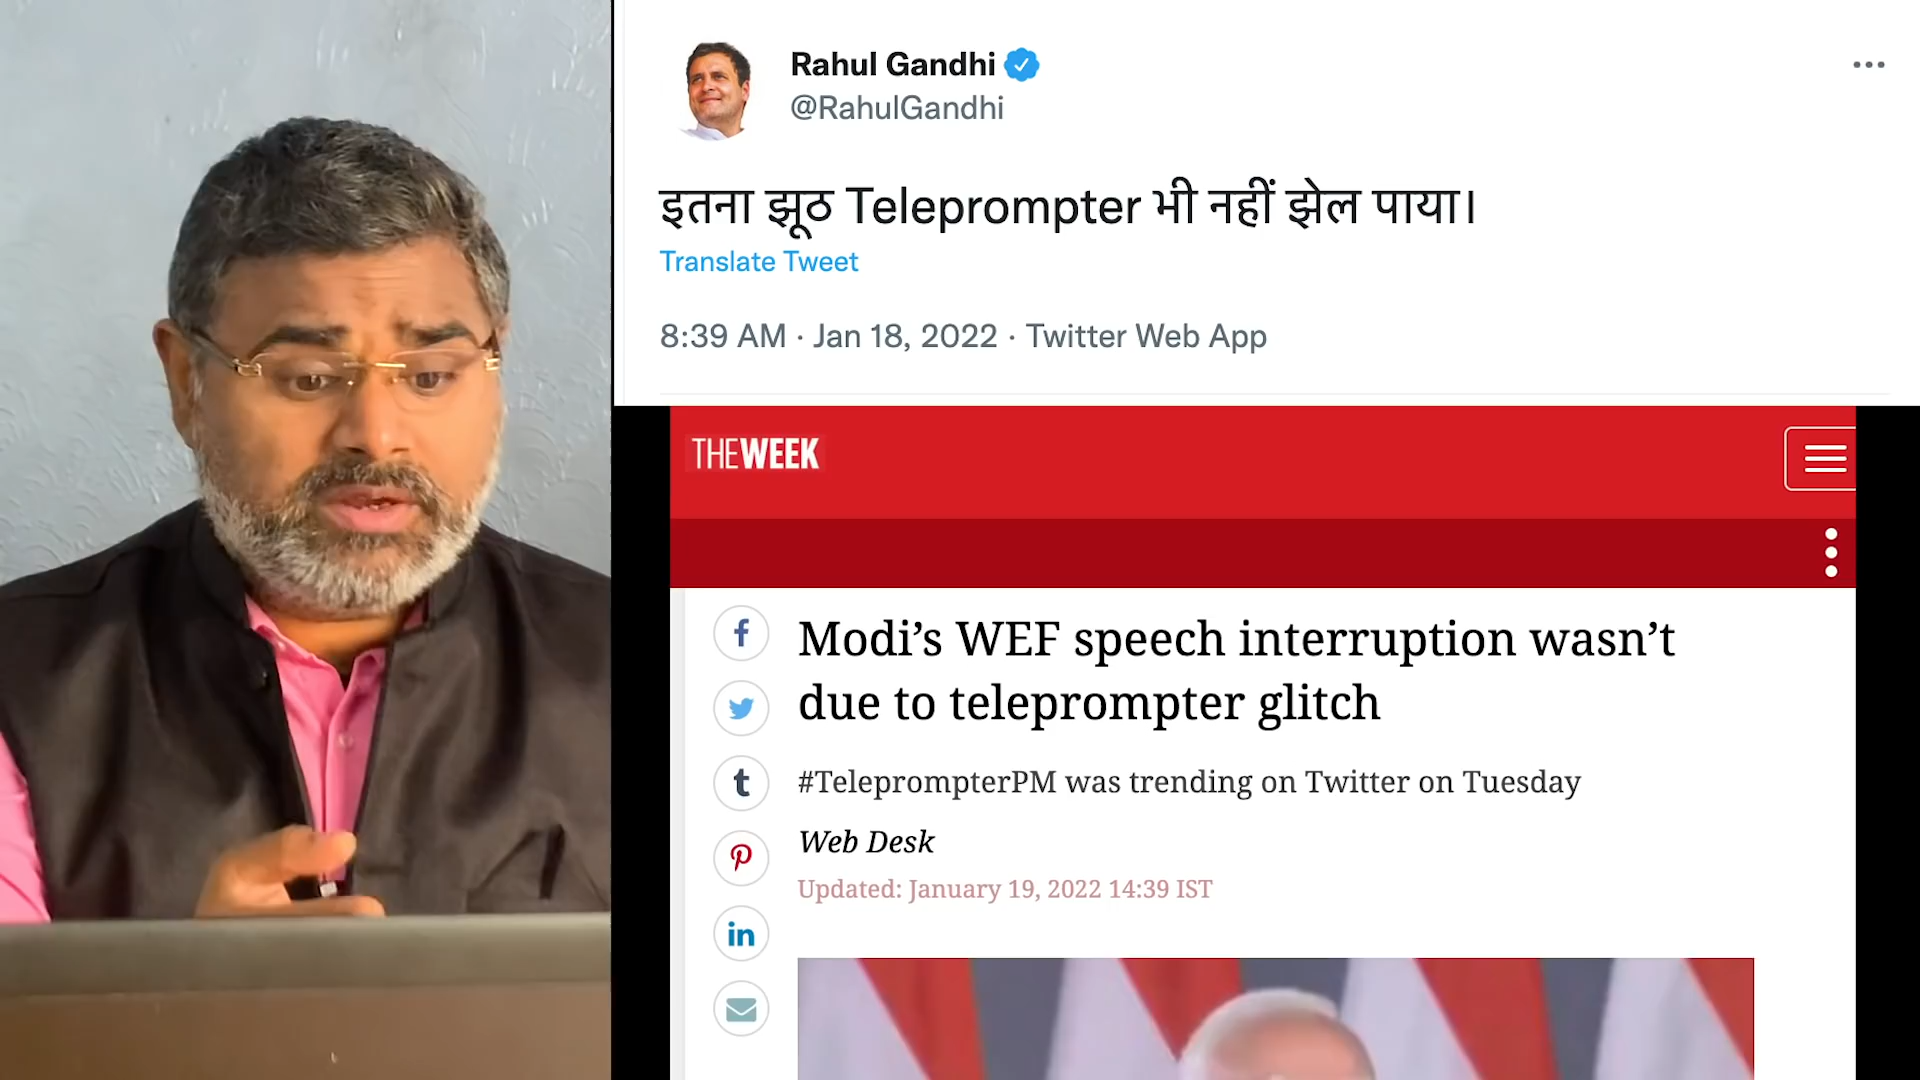 Rahul Gandhi
@RahulGandhi
इतना झूठ Teleprompter भी नहीं झेल पाया।
Translate Tweet
8:39 AM · Jan 18, 2022 · Twitter Web App
THEWEEK
Modi’s WEF speech interruption wasn’t
due to teleprompter glitch
#TeleprompterPM was trending on Twitter on Tuesday
Web Desk
Updated: January 19, 2022 14:39 IST